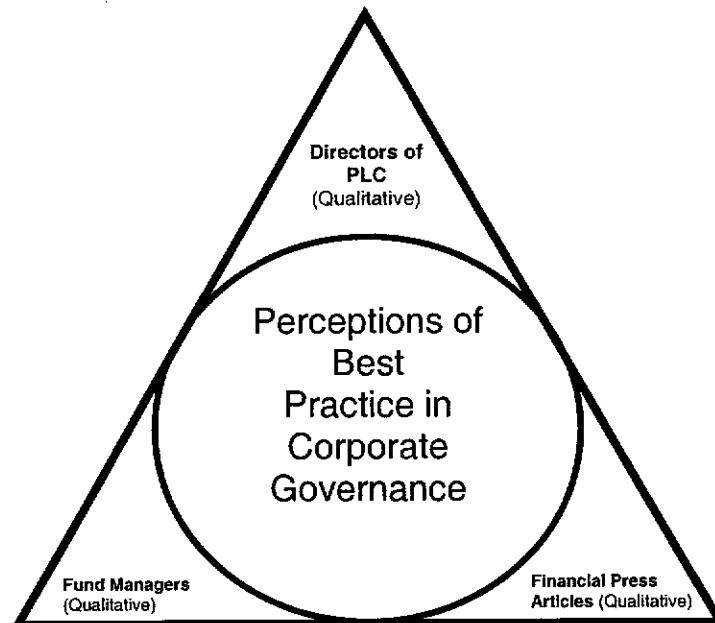 Directors of
PLC
(Qualitative)
Perceptions of
Best
Practice in
Corporate
Governance
Fund Managers
(Qualitative)
Financial Press
Articles (Qualitative)